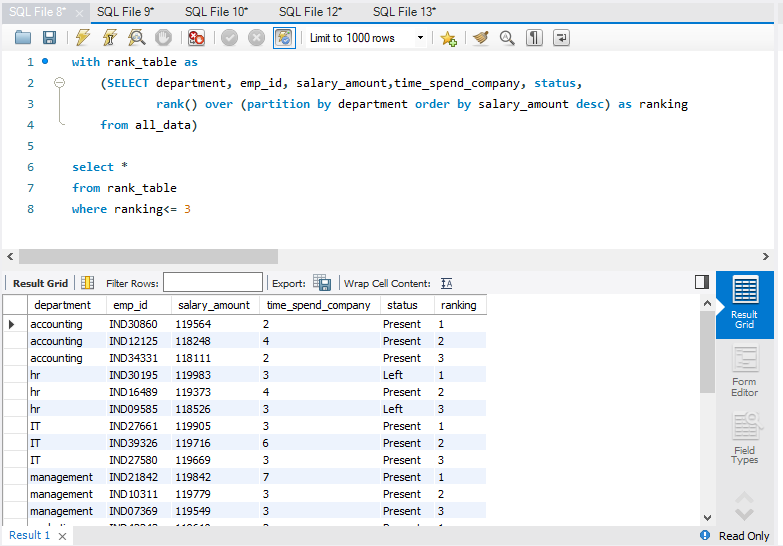 SQL File 8* SQL File 9* SQL File 10* SQL File 12* SQL File 13*
Limit to 1000 rows
1 with rank_table as
2 (SELECT department, emp_id, salary_amount,time_spend_company, status,
3 rank() over (partition by department order by salary_amount desc) as ranking
4 from all_data)
5
6 select *
7 from rank_table
8 where ranking<= 3
Result Grid Filter Rows: Export: Wrap Cell Content: IA
department emp_id salary_amount time_spend_company status ranking
accounting IND30860 119564 2 Present 1
accounting IND12125 118248 4 Present 2
accounting IND34331 118111 2 Present 3
hr IND30195 119983 3 Left 1
hr IND16489 119373 4 Present 2
hr IND09585 118526 3 Left 3
IT IND27661 119905 3 Present 1
IT IND39326 119716 6 Present 2
IT IND27580 119669 3 Present 3
management IND21842 119842 7 Present 1
management IND10311 119779 3 Present 2
management IND07369 119549 3 Present 3
Result
Grid
Form
Editor
Field
Types
Result 1
Read Only